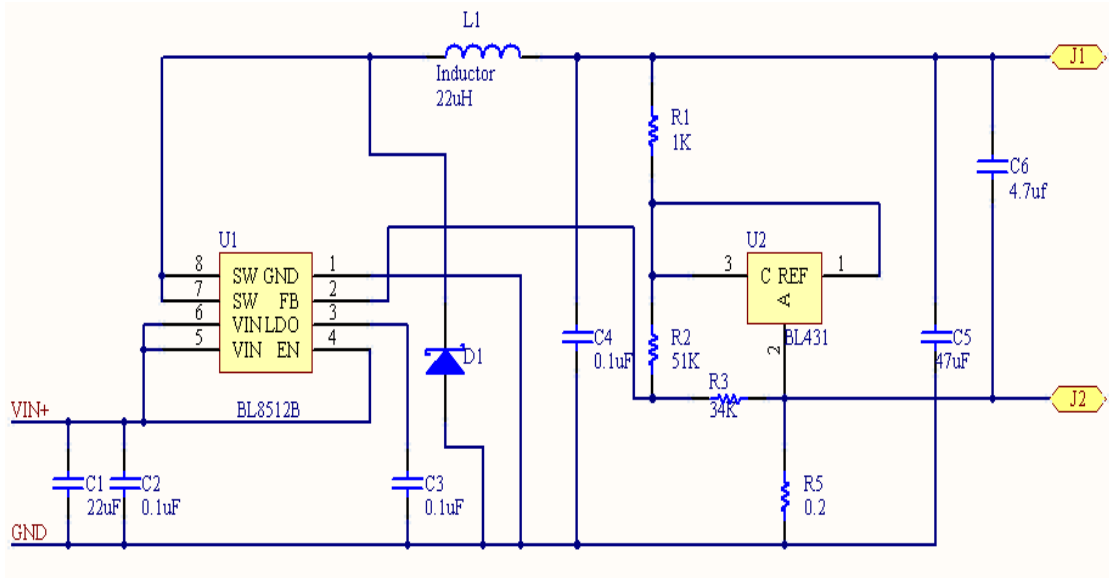 L1
J1
Inductor
22uH
R1
1K
C6
4.7uf
U1
U2
8 SW GND 1
7 SW FB 2
6 VIN LDO 3
5 VIN EN 4
3 C REF 1
A
2
BL431
C4
0.1uF
R2
51K
C5
47uF
D1
R3
34K
J2
VIN+
BL8512B
C1
22uF
C2
0.1uF
C3
0.1uF
R5
0.2
GND